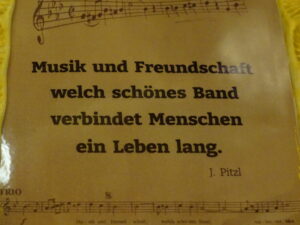 Musik und Freundschaft
welch schönes Band
verbindet Menschen
ein Leben lang.
J. Pitzl
TRIO